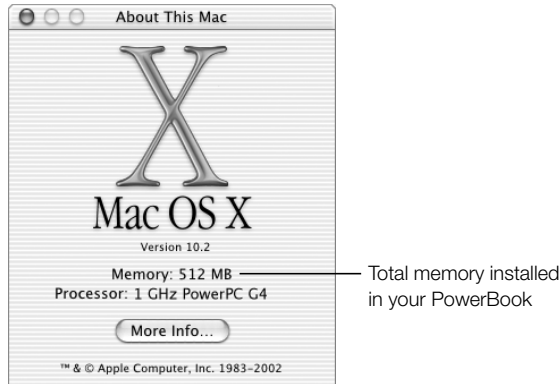 About This Mac
X
Mac OS X
Version 10.2
Memory: 512 MB
Processor: 1 GHz PowerPC G4
More Info...
™ & © Apple Computer, Inc. 1983–2002
Total memory installed
in your PowerBook